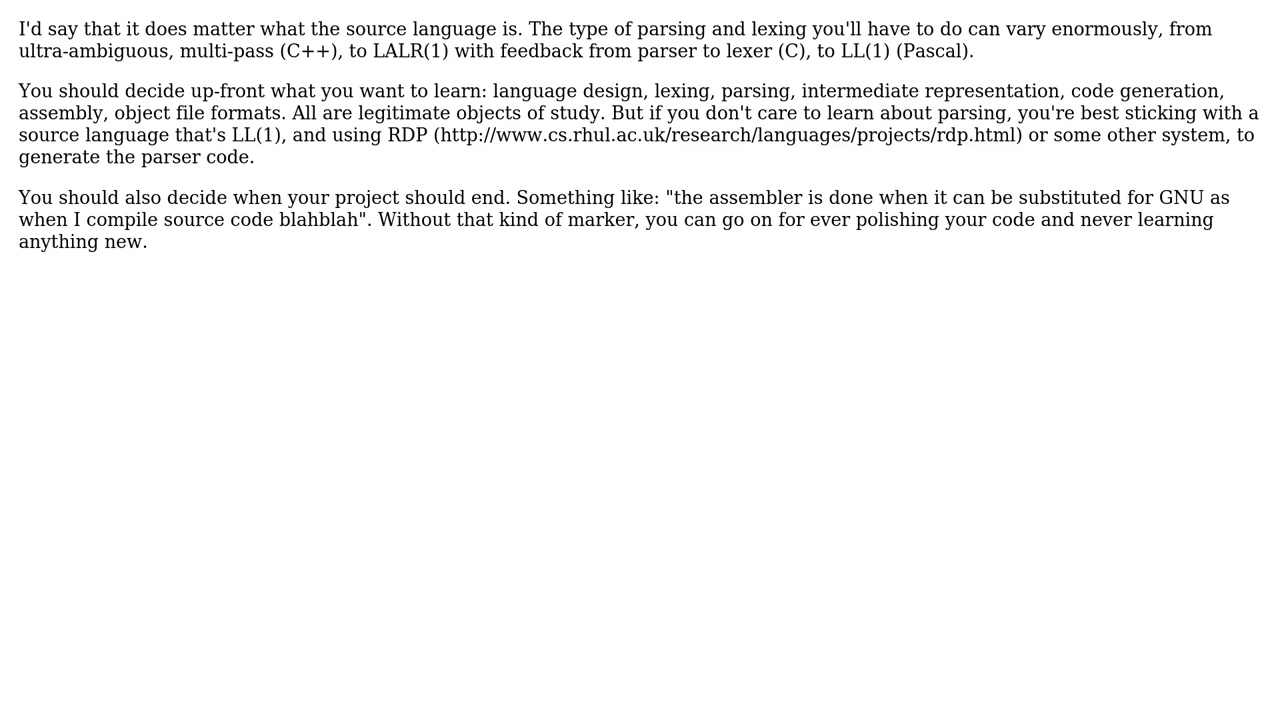 I'd say that it does matter what the source language is. The type of parsing and lexing you'll have to do can vary enormously, from
ultra-ambiguous, multi-pass (C++), to LALR(1) with feedback from parser to lexer (C), to LL(1) (Pascal).
You should decide up-front what you want to learn: language design, lexing, parsing, intermediate representation, code generation,
assembly, object file formats. All are legitimate objects of study. But if you don't care to learn about parsing, you're best sticking with a
source language that's LL(1), and using RDP (http://www.cs.rhul.ac.uk/research/languages/projects/rdp.html) or some other system, to
generate the parser code.
You should also decide when your project should end. Something like: "the assembler is done when it can be substituted for GNU as
when I compile source code blahblah". Without that kind of marker, you can go on for ever polishing your code and never learning
anything new.